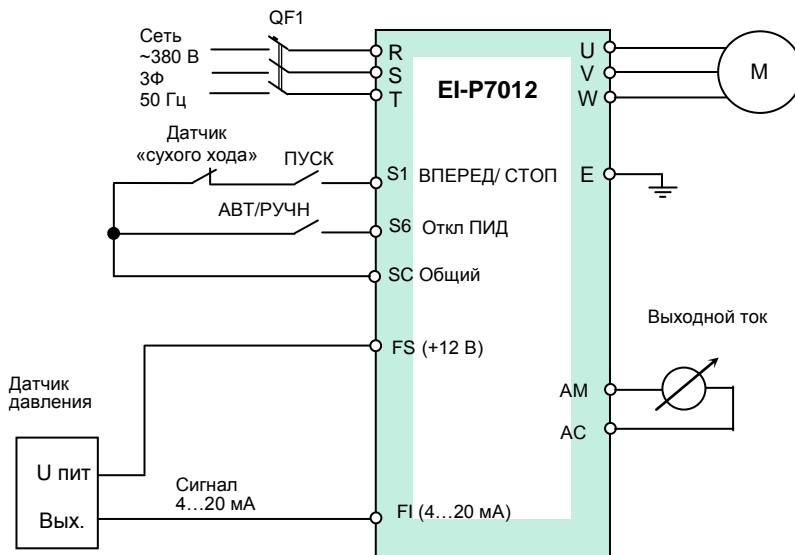 QF1
Сеть
~380 В
3Ф
50 Гц
R
S
T
EI-P7012
U
V
W
M
Датчик
«сухого хода»
ПУСК
S1 ВПЕРЕД/ СТОП
E
АВТ/РУЧН
S6 Откл ПИД
SC Общий
Выходной ток
FS (+12 В)
AM
AC
Датчик
давления
U пит
Вых.
Сигнал
4…20 мА
FI (4…20 мА)